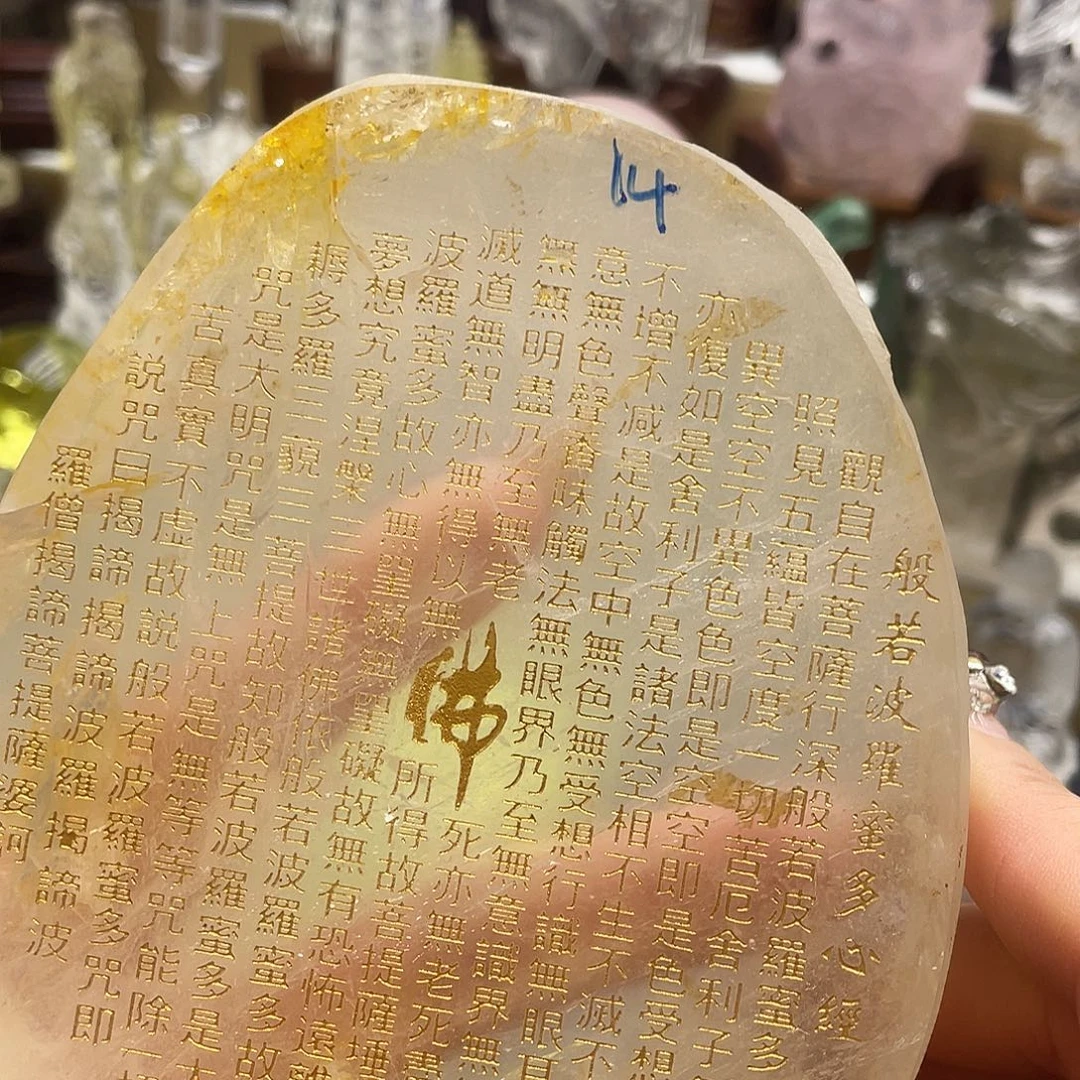 14
般若波羅蜜多心經
觀自在菩薩行深般若波羅蜜多
照見五蘊皆空度一切苦厄舍利子
異空空不異色色即是空空即是色受想
亦復如是舍利子是諸法空相不生不滅不
不增不減是故空中無色無受想行識無眼耳
意無色聲香味觸法無眼界乃至無意識界無
無無明盡乃至無老死亦無老死盡
滅道無智亦無得以無所得故菩提薩埵
波羅蜜多故心無罣礙無礙故無有恐怖遠離
夢想究竟涅槃三世諸佛依般若波羅蜜多故
耨多羅三藐三菩提故知般若波羅蜜多是大
咒是大明咒是無上咒是無等等咒能除一切
苦真實不虛故說般若波羅蜜多咒即
說咒曰揭諦揭諦波羅揭諦波
羅僧揭諦菩提薩婆訶
佛